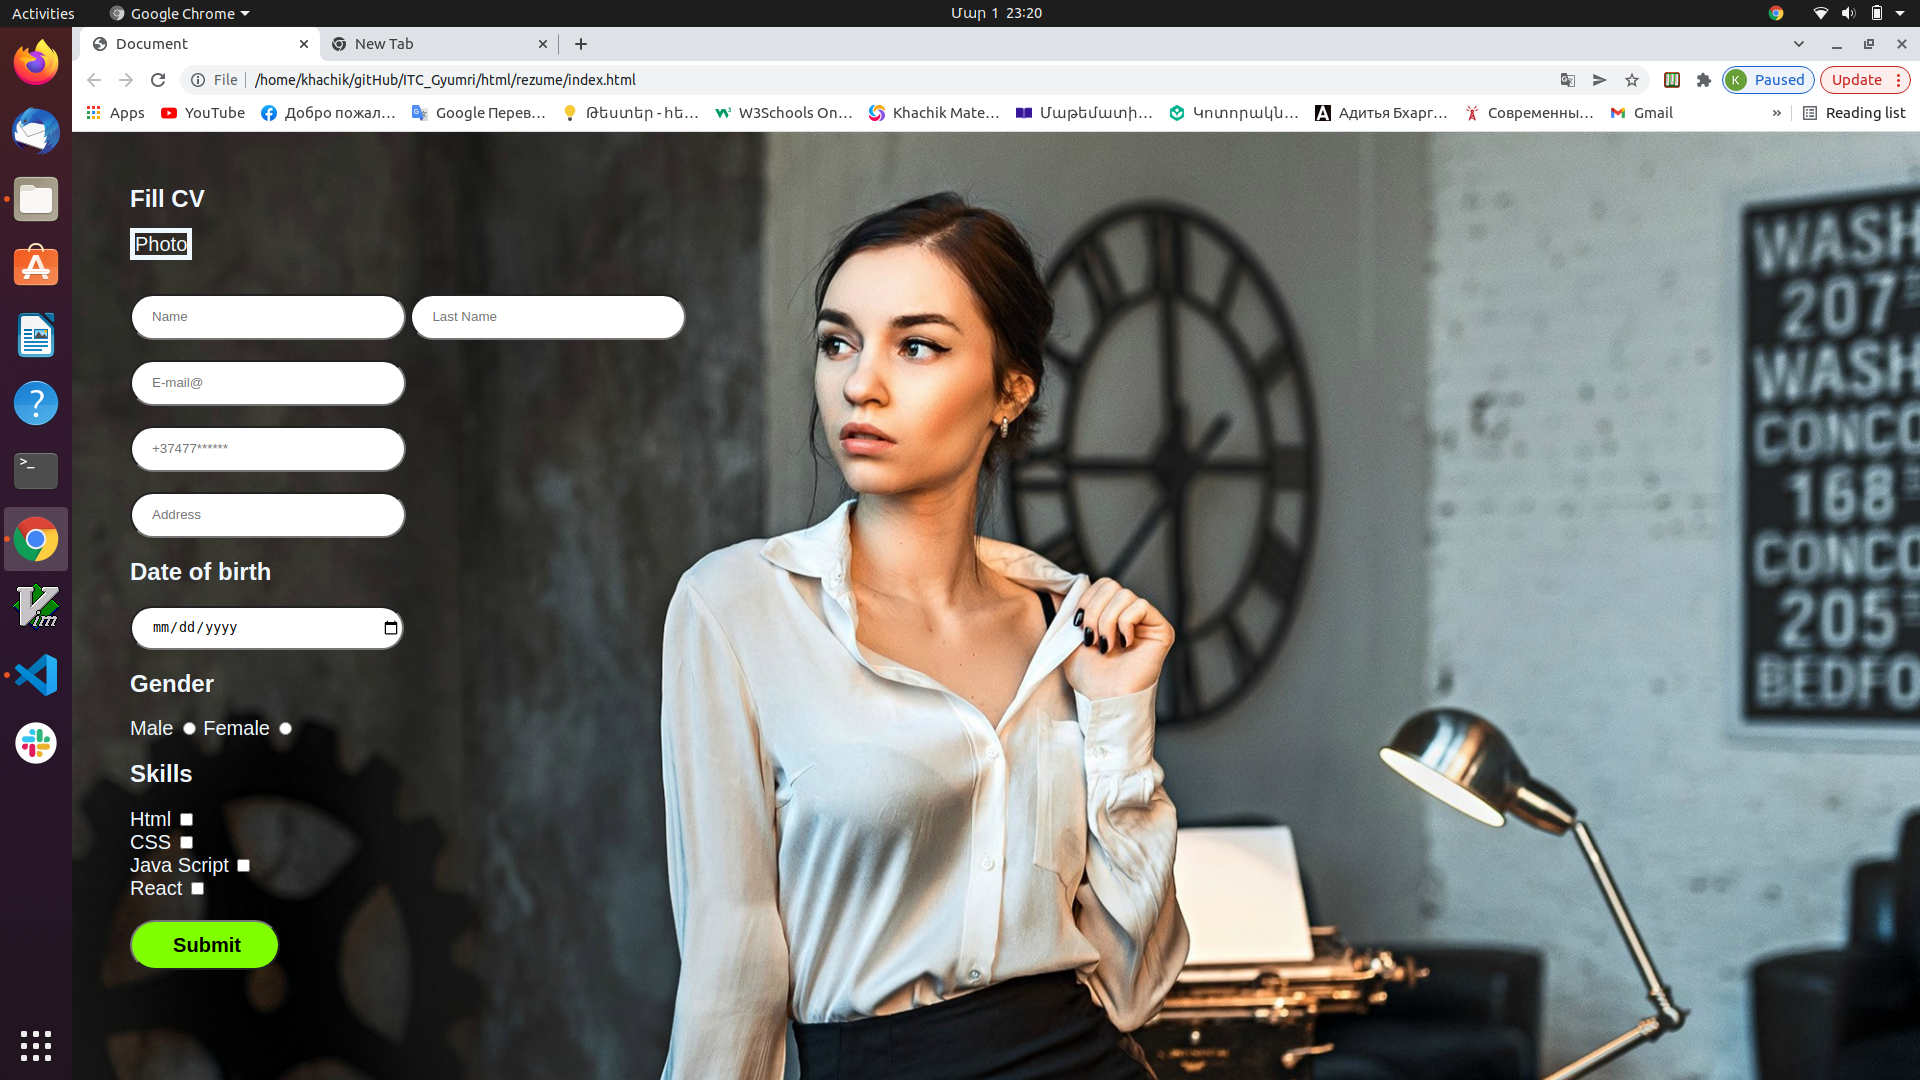 Activities Google Chrome Մար 1 23:20
Document New Tab
File /home/khachik/gitHub/ITC_Gyumri/html/rezume/index.html Paused Update
K
Apps YouTube Добро пожал... Google Перев... Թեստեր - հե... W3Schools On... Khachik Mate... Մաթեմատի... Կոտորակն... Адитья Бхарг... Современны... Gmail » Reading list
Fill CV
Photo
Name Last Name
E-mail@
+37477******
Address
Date of birth
mm/dd/yyyy
Gender
Male Female
Skills
Html
CSS
Java Script
React
Submit
WASH
207
WASH
CONCO
168
CONCO
205
BEDFO